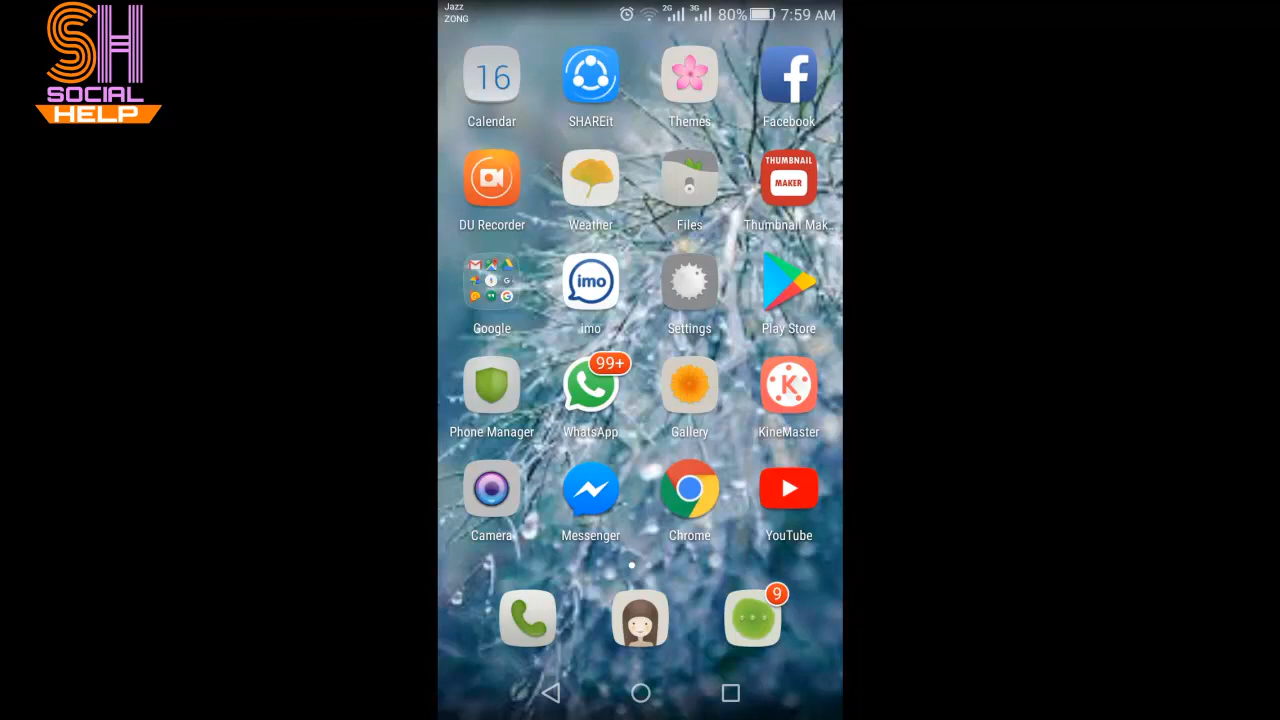 SH
SOCIAL
HELP
Jazz
ZONG
2G 3G 80% 7:59 AM
16
Calendar SHAREit Themes Facebook
THUMBNAIL
MAKER
DU Recorder Weather Files Thumbnail Mak..
imo
Google imo Settings Play Store
99+
K
Phone Manager WhatsApp Gallery KineMaster
Camera Messenger Chrome YouTube
9